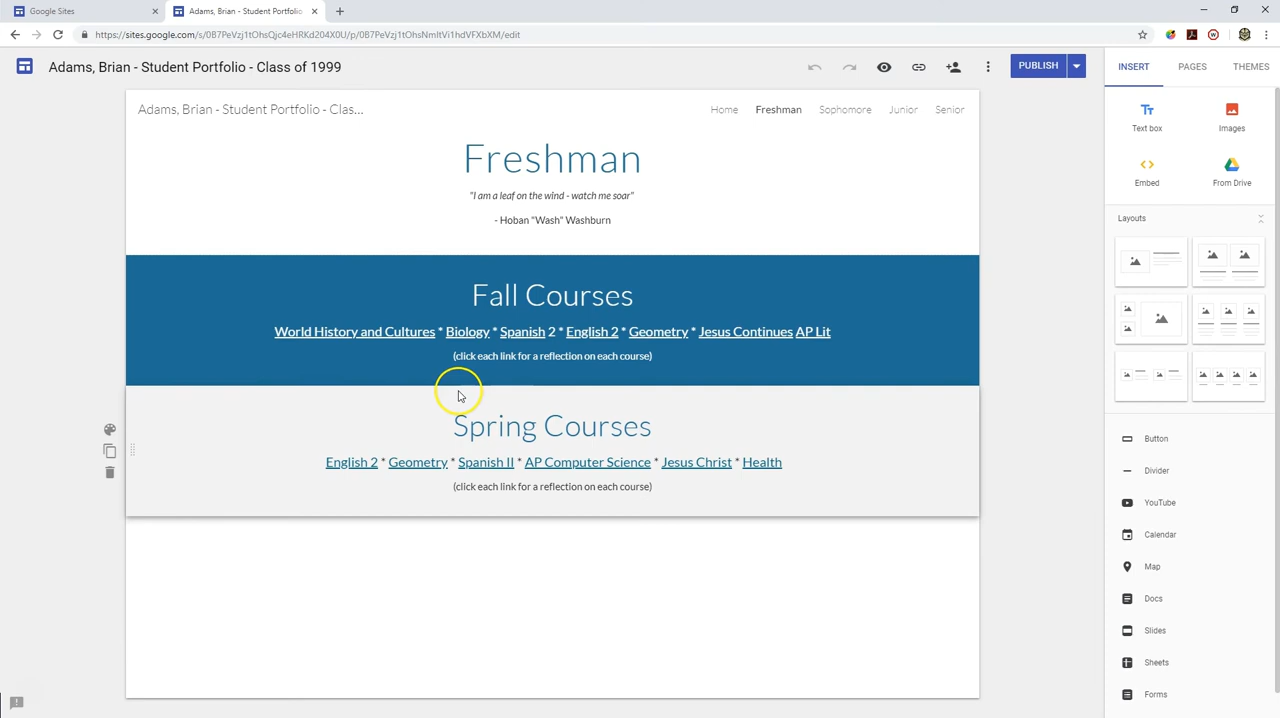 Google Sites
Adams, Brian - Student Portfolio
https://sites.google.com/s/0B7PeVzj1tOhsQjc4eHRKd204X0U/p/0B7PeVzj1tOhsNmItVi1hdVFXbXM/edit
Adams, Brian - Student Portfolio - Class of 1999
PUBLISH
INSERT
PAGES
THEMES
Adams, Brian - Student Portfolio - Clas...
Home
Freshman
Sophomore
Junior
Senior
Freshman
"I am a leaf on the wind - watch me soar"
- Hoban "Wash" Washburn
Fall Courses
World History and Cultures * Biology * Spanish 2 * English 2 * Geometry * Jesus Continues AP Lit
(click each link for a reflection on each course)
Spring Courses
English 2 * Geometry * Spanish II * AP Computer Science * Jesus Christ * Health
(click each link for a reflection on each course)
Text box
Images
Embed
From Drive
Layouts
Button
Divider
YouTube
Calendar
Map
Docs
Slides
Sheets
Forms